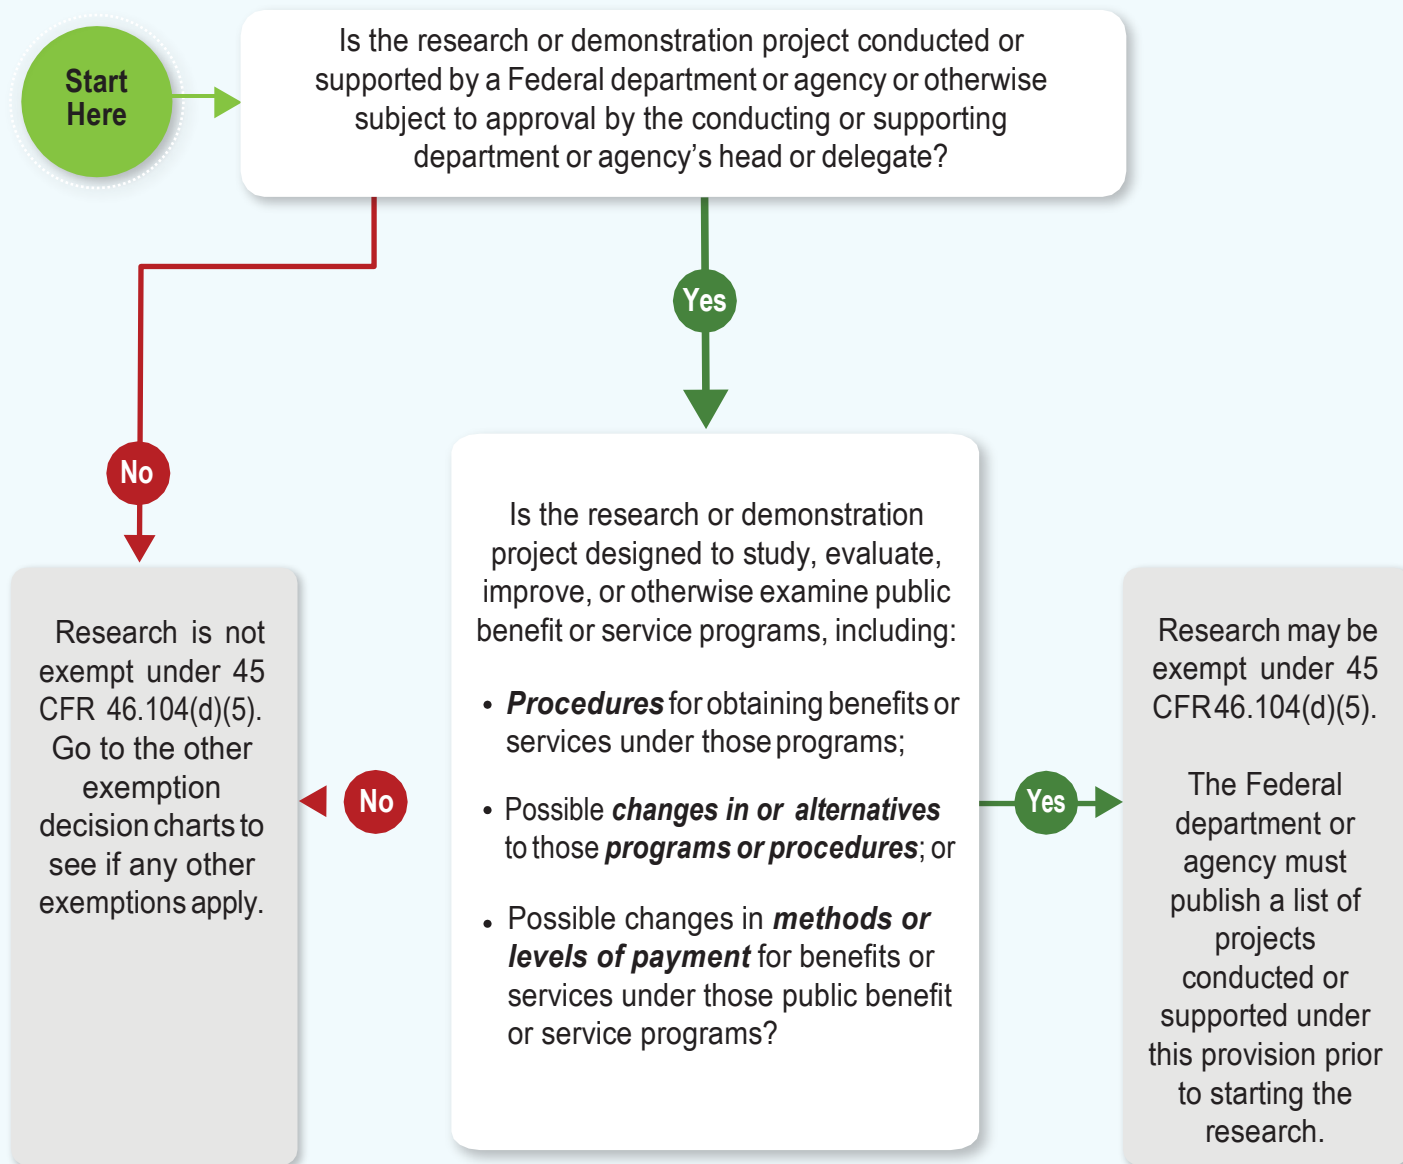 Start
Here
Is the research or demonstration project conducted or
supported by a Federal department or agency or otherwise
subject to approval by the conducting or supporting
department or agency’s head or delegate?
Yes
No
Is the research or demonstration
project designed to study, evaluate,
improve, or otherwise examine public
benefit or service programs, including:
• Procedures for obtaining benefits or
services under those programs;
• Possible changes in or alternatives
to those programs or procedures; or
• Possible changes in methods or
levels of payment for benefits or
services under those public benefit
or service programs?
No
Yes
Research is not
exempt under 45
CFR 46.104(d)(5).
Go to the other
exemption
decision charts to
see if any other
exemptions apply.
Research may be
exempt under 45
CFR 46.104(d)(5).
The Federal
department or
agency must
publish a list of
projects
conducted or
supported under
this provision prior
to starting the
research.